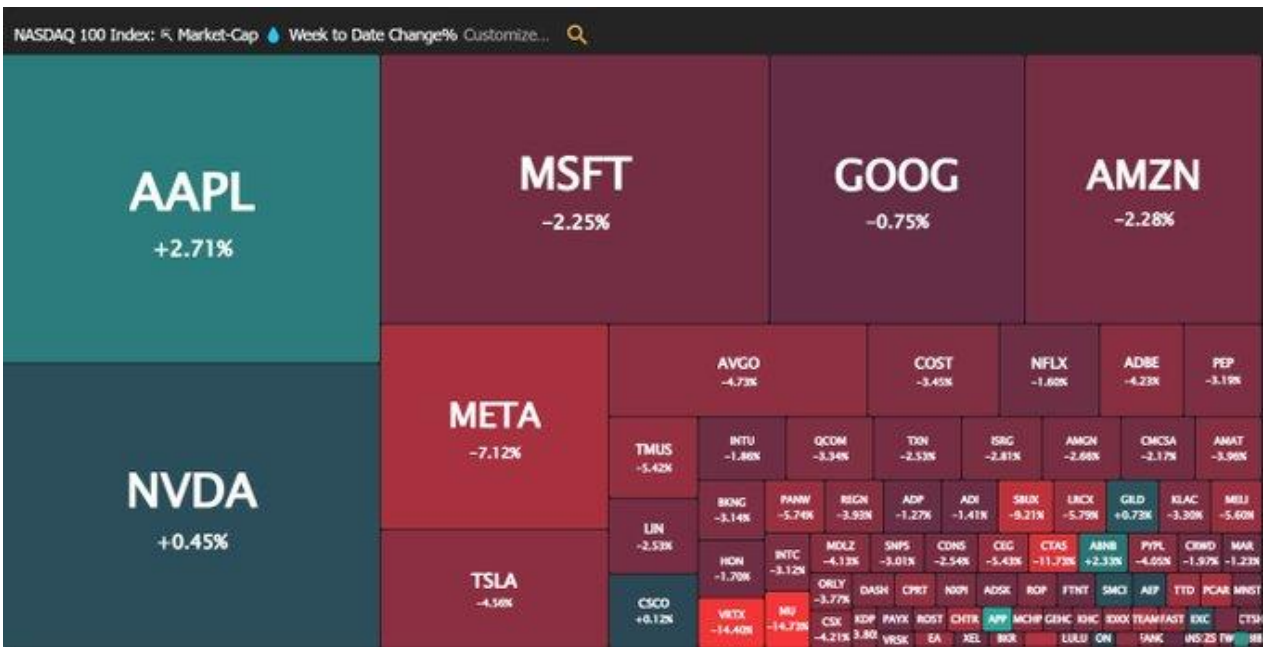 NASDAQ 100 Index: Market-Cap Week to Date Change% Customize...
AAPL
+2.71%
MSFT
-2.25%
GOOG
-0.75%
AMZN
-2.28%
NVDA
+0.45%
META
-7.12%
TSLA
-4.56%
AVGO
-4.73%
COST
-3.45%
NFLX
-1.60%
ADBE
-4.23%
PEP
-3.19%
TMUS
-5.42%
LIN
-2.53%
CSCO
+0.12%
INTU
-1.86%
QCOM
-3.34%
TXN
-2.53%
ISRG
-2.81%
AMGN
-2.66%
CMCSA
-2.17%
AMAT
-3.96%
BKNG
-3.14%
PANW
-5.74%
REGN
-3.93%
ADP
-1.27%
ADI
-1.41%
SBUX
-9.21%
LRCX
-5.79%
GILD
+0.73%
KLAC
-3.30%
MELI
-5.60%
HON
-1.70%
INTC
-3.12%
MDLZ
-4.13%
SNPS
-3.01%
CDNS
-2.54%
CEG
-5.43%
CTAS
-11.73%
ABNB
+2.33%
PYPL
-4.05%
CRWD
-1.97%
MAR
-1.23%
VRTX
-14.40%
MU
-14.73%
ORLY
-3.77%
DASH CPRT NXPI ADSK ROP FTNT SMCI AEP TTD PCAR MNST
CSX
-4.21%
KDP
3.80
PAYX ROST CHTR APP MCHP GEHC KHC TEAM FAST EXC CTSH
VRSK EA XEL BKR LULU ON ZS